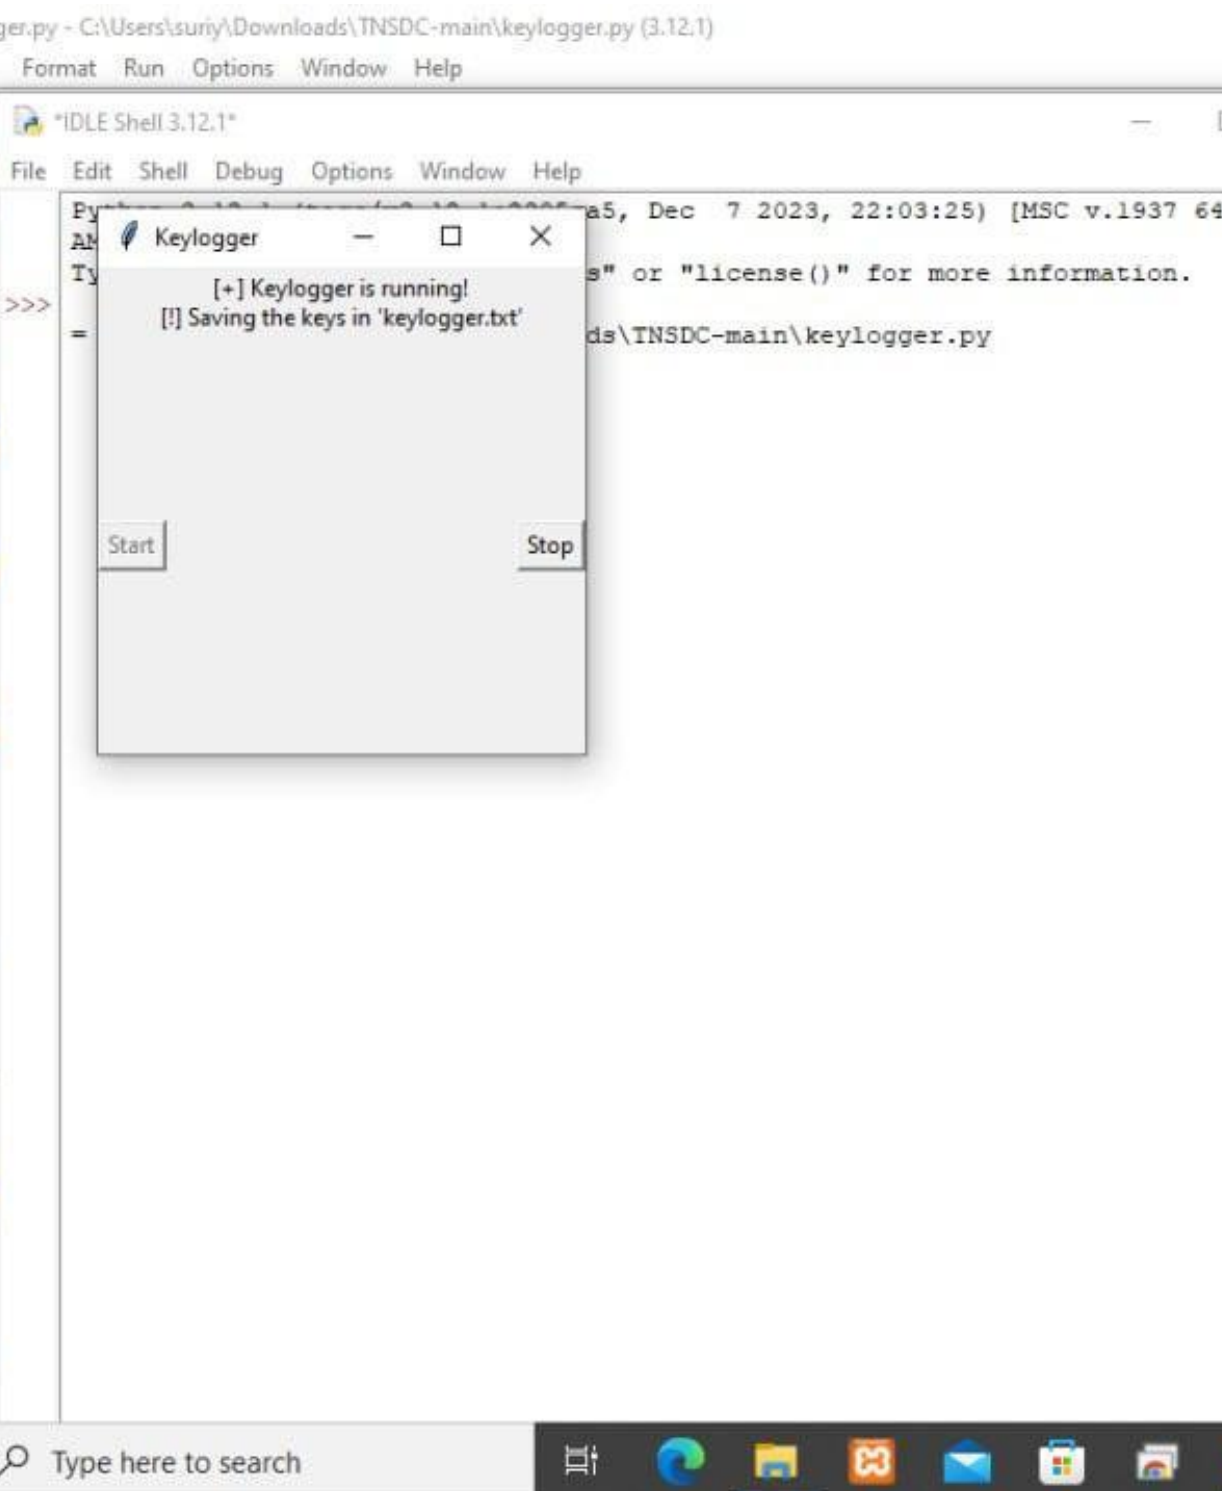 ger.py - C:\Users\suriy\Downloads\TNSDC-main\keylogger.py (3.12.1)
Format Run Options Window Help
*IDLE Shell 3.12.1*
File Edit Shell Debug Options Window Help
a5, Dec 7 2023, 22:03:25) [MSC v.1937 64
Keylogger
s" or "license()" for more information.
[+] Keylogger is running!
>>>
[!] Saving the keys in 'keylogger.txt'
= ds\TNSDC-main\keylogger.py
Start Stop
Type here to search